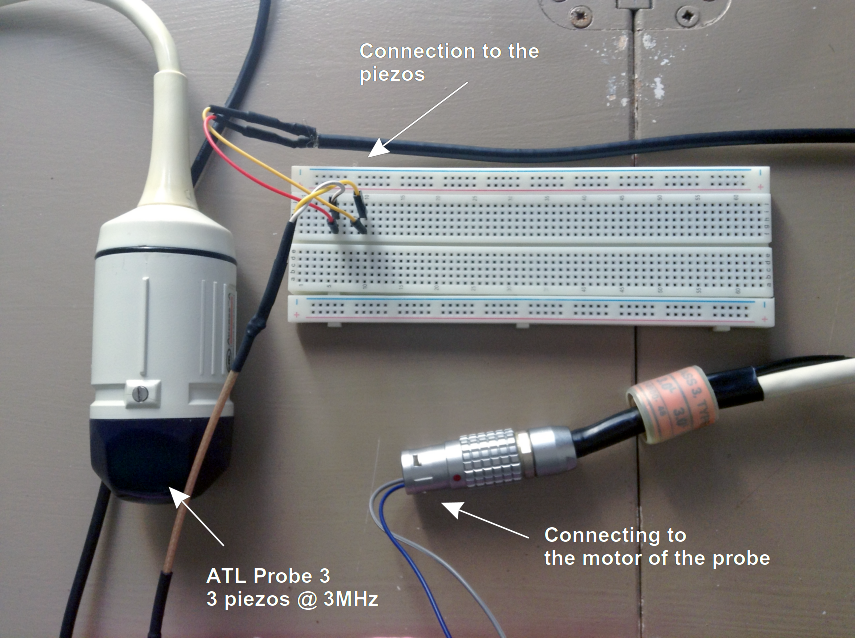 Connection to the
piezos
Connecting to
the motor of the probe
ATL Probe 3
3 piezos @ 3MHz